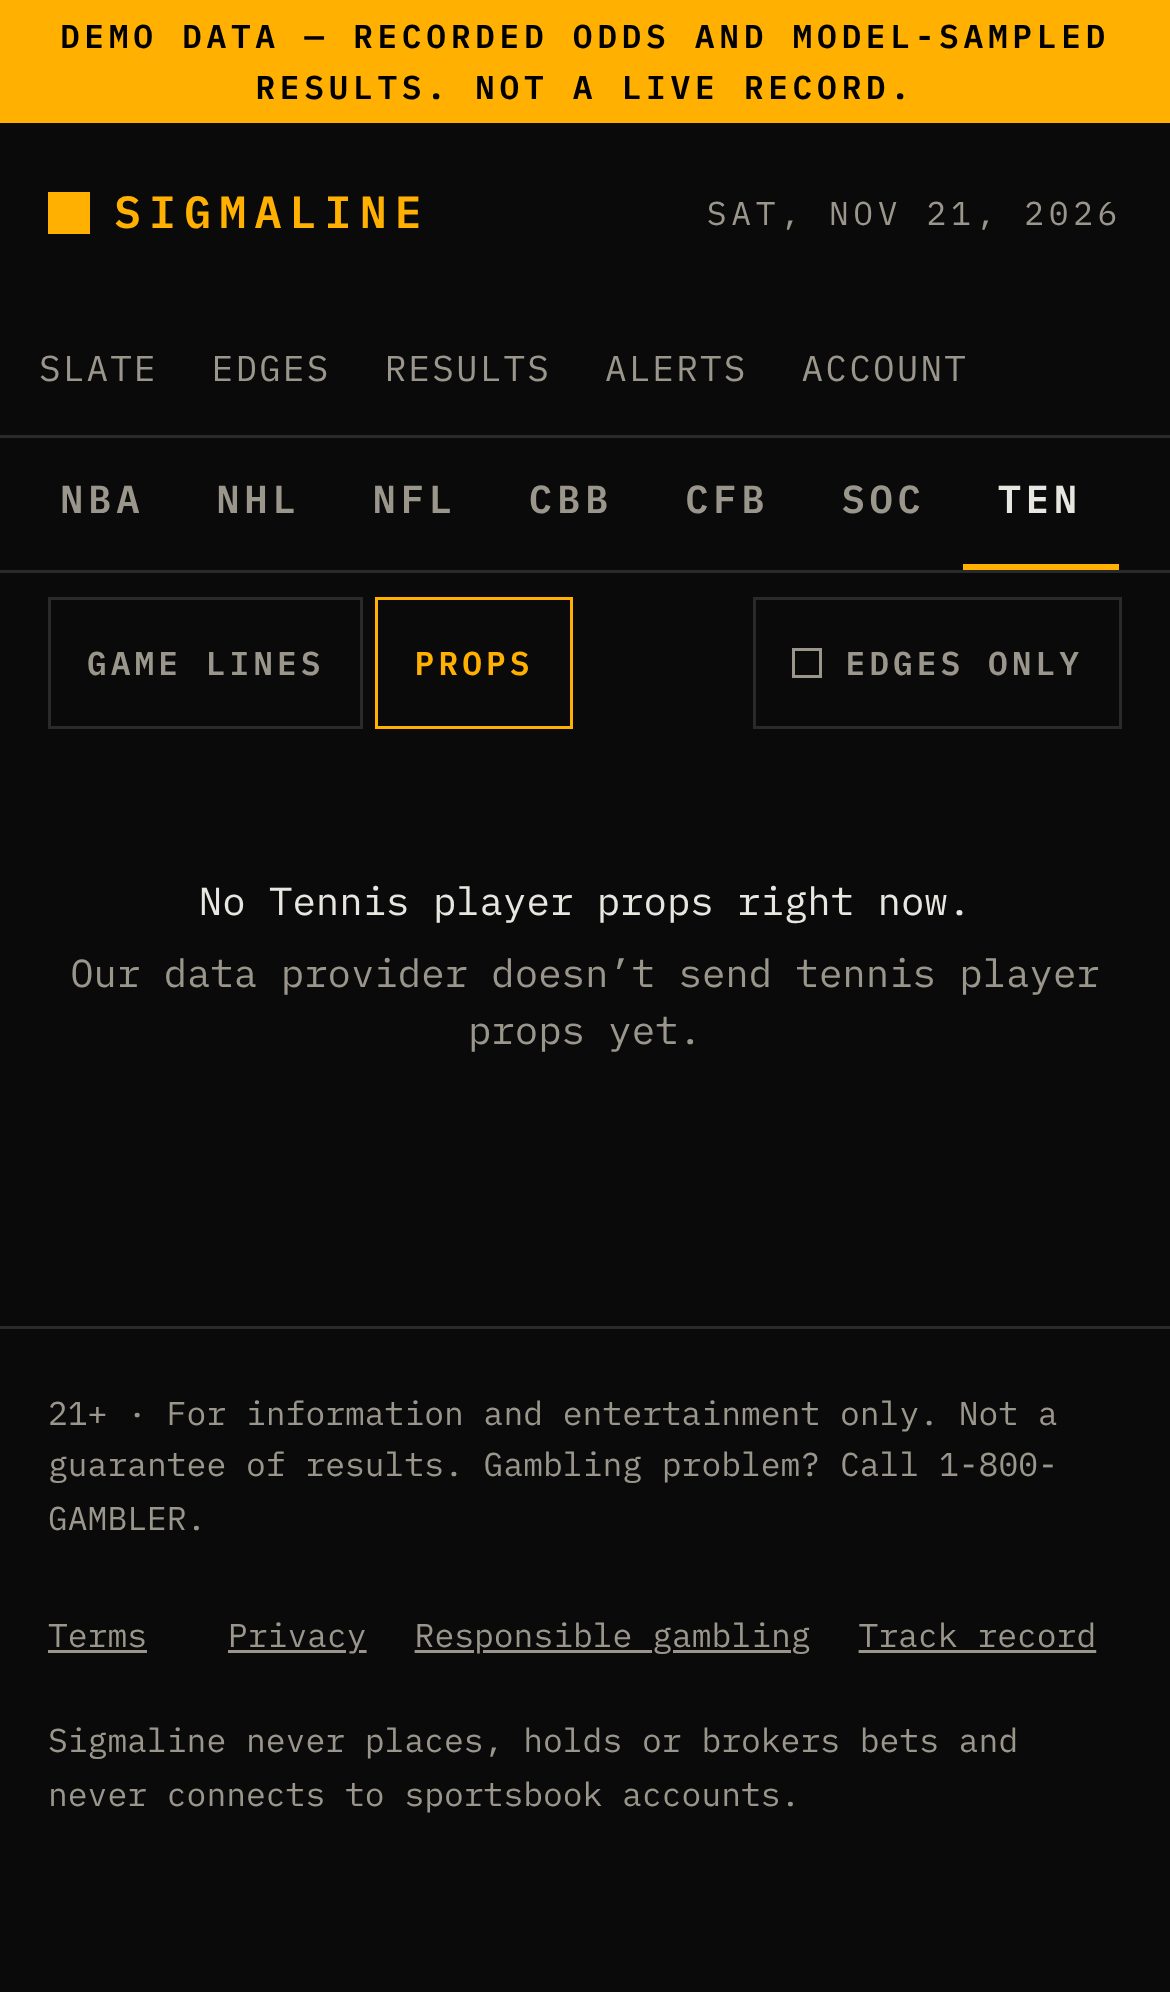 DEMO DATA — RECORDED ODDS AND MODEL-SAMPLED
RESULTS. NOT A LIVE RECORD.
SIGMALINE
SAT, NOV 21, 2026
SLATE EDGES RESULTS ALERTS ACCOUNT
NBA NHL NFL CBB CFB SOC TEN
GAME LINES PROPS EDGES ONLY
No Tennis player props right now.
Our data provider doesn’t send tennis player
props yet.
21+ · For information and entertainment only. Not a
guarantee of results. Gambling problem? Call 1-800-
GAMBLER.
Terms Privacy Responsible gambling Track record
Sigmaline never places, holds or brokers bets and
never connects to sportsbook accounts.